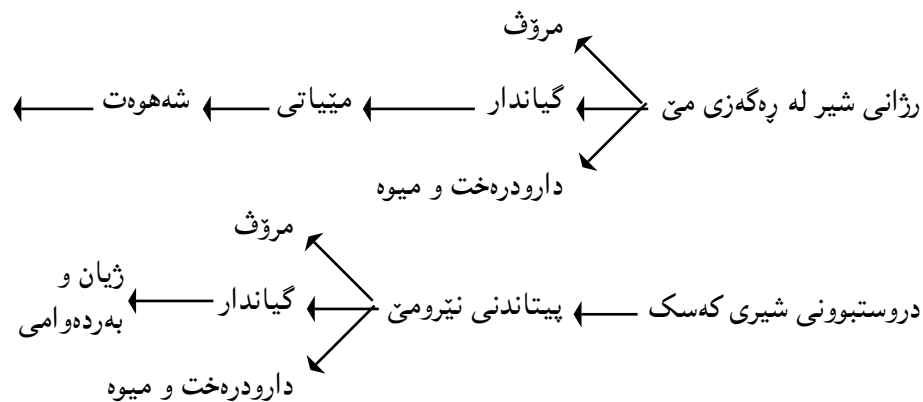 مرۆڤ
رژانی شیر لە ڕەگەزی مێ گیاندار مێیاتی شەهوەت
دارودرەخت و میوە
مرۆڤ
دروستبوونی شیری کەسک پیتاندنی نێرومێ گیاندار ژیان و
بەردەوامی
دارودرەخت و میوە